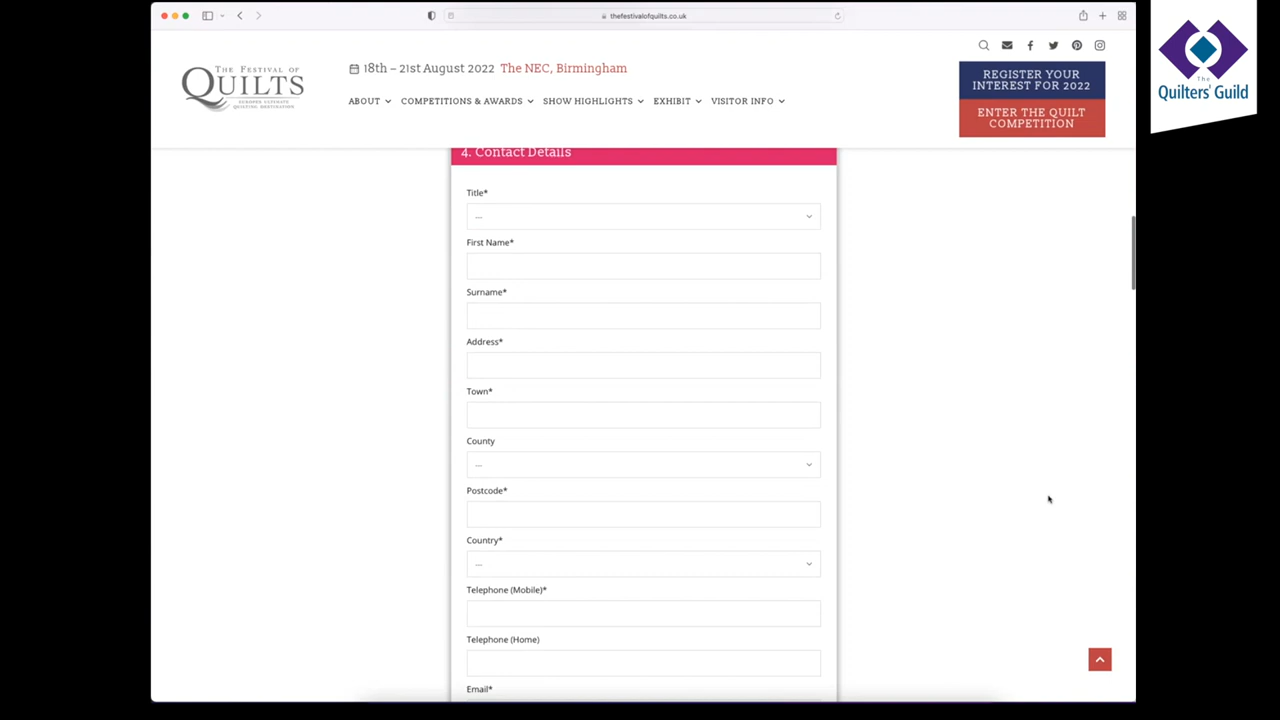 thefestivalofquilts.co.uk
THE FESTIVAL OF
QUILTS
18th – 21st August 2022 The NEC, Birmingham
ABOUT COMPETITIONS & AWARDS SHOW HIGHLIGHTS EXHIBIT VISITOR INFO
REGISTER YOUR
INTEREST FOR 2022
ENTER THE QUILT
COMPETITION
The
Quilters' Guild
4. Contact Details
Title*
---
First Name*
Surname*
Address*
Town*
County
---
Postcode*
Country*
---
Telephone (Mobile)*
Telephone (Home)
Email*